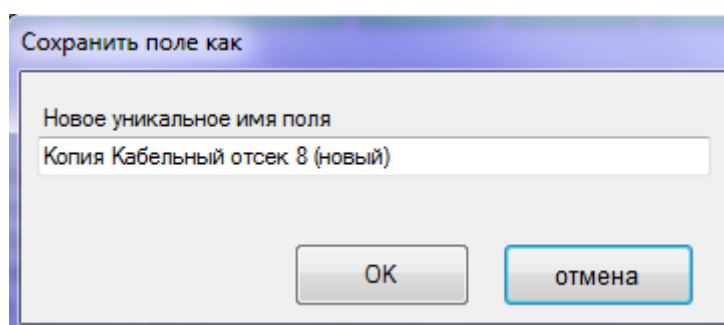 Сохранить поле как
Новое уникальное имя поля
Копия Кабельный отсек 8 (новый)
OK
отмена